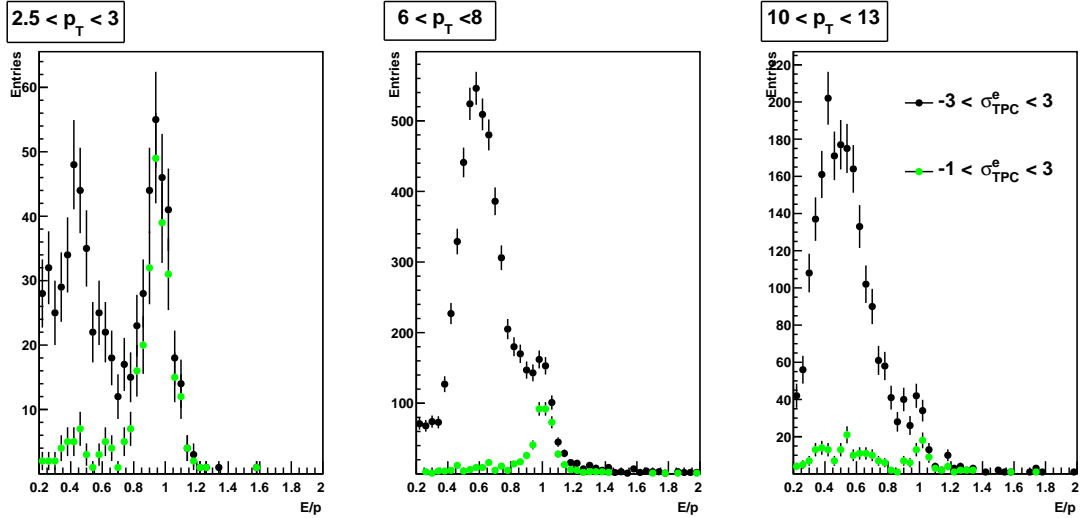 2.5 < p_T < 3
6 < p_T <8
10 < p_T < 13
Entries
60
50
40
30
20
10
0.2 0.4 0.6 0.8 1 1.2 1.4 1.6 1.8 2
E/p
Entries
500
400
300
200
100
0.2 0.4 0.6 0.8 1 1.2 1.4 1.6 1.8 2
E/p
Entries
220
200
180
160
140
120
100
80
60
40
20
0.2 0.4 0.6 0.8 1 1.2 1.4 1.6 1.8 2
E/p
-3 < σ^e_TPC < 3
-1 < σ^e_TPC < 3